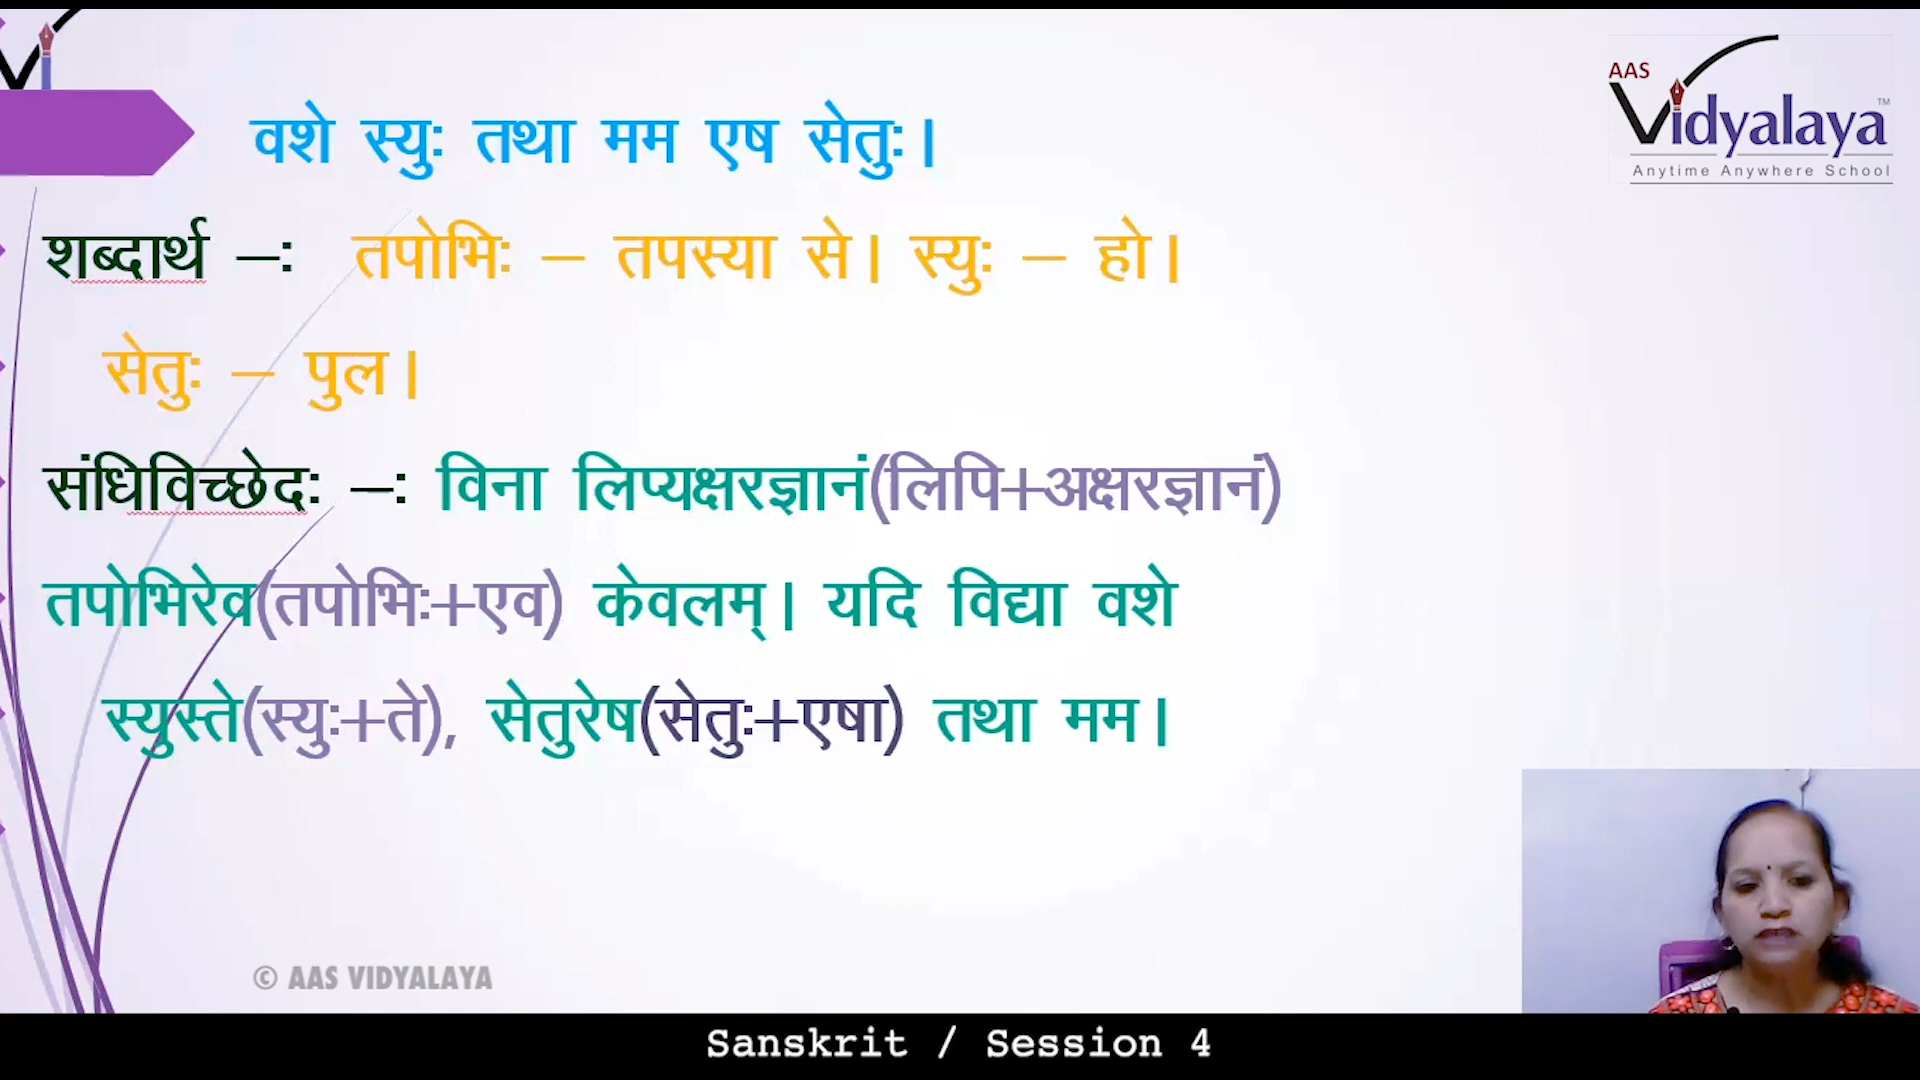 AAS
Vidyalaya™
Anytime Anywhere School
वशे स्युः तथा मम एष सेतुः।
शब्दार्थ –: तपोभिः – तपस्या से। स्युः – हो।
सेतुः – पुल।
संधिविच्छेदः –: विना लिप्यक्षरज्ञानं(लिपि+अक्षरज्ञानं)
तपोभिरेव(तपोभिः+एव) केवलम्। यदि विद्या वशे
स्युस्ते(स्युः+ते), सेतुरेष(सेतुः+एषा) तथा मम।
© AAS VIDYALAYA
Sanskrit / Session 4